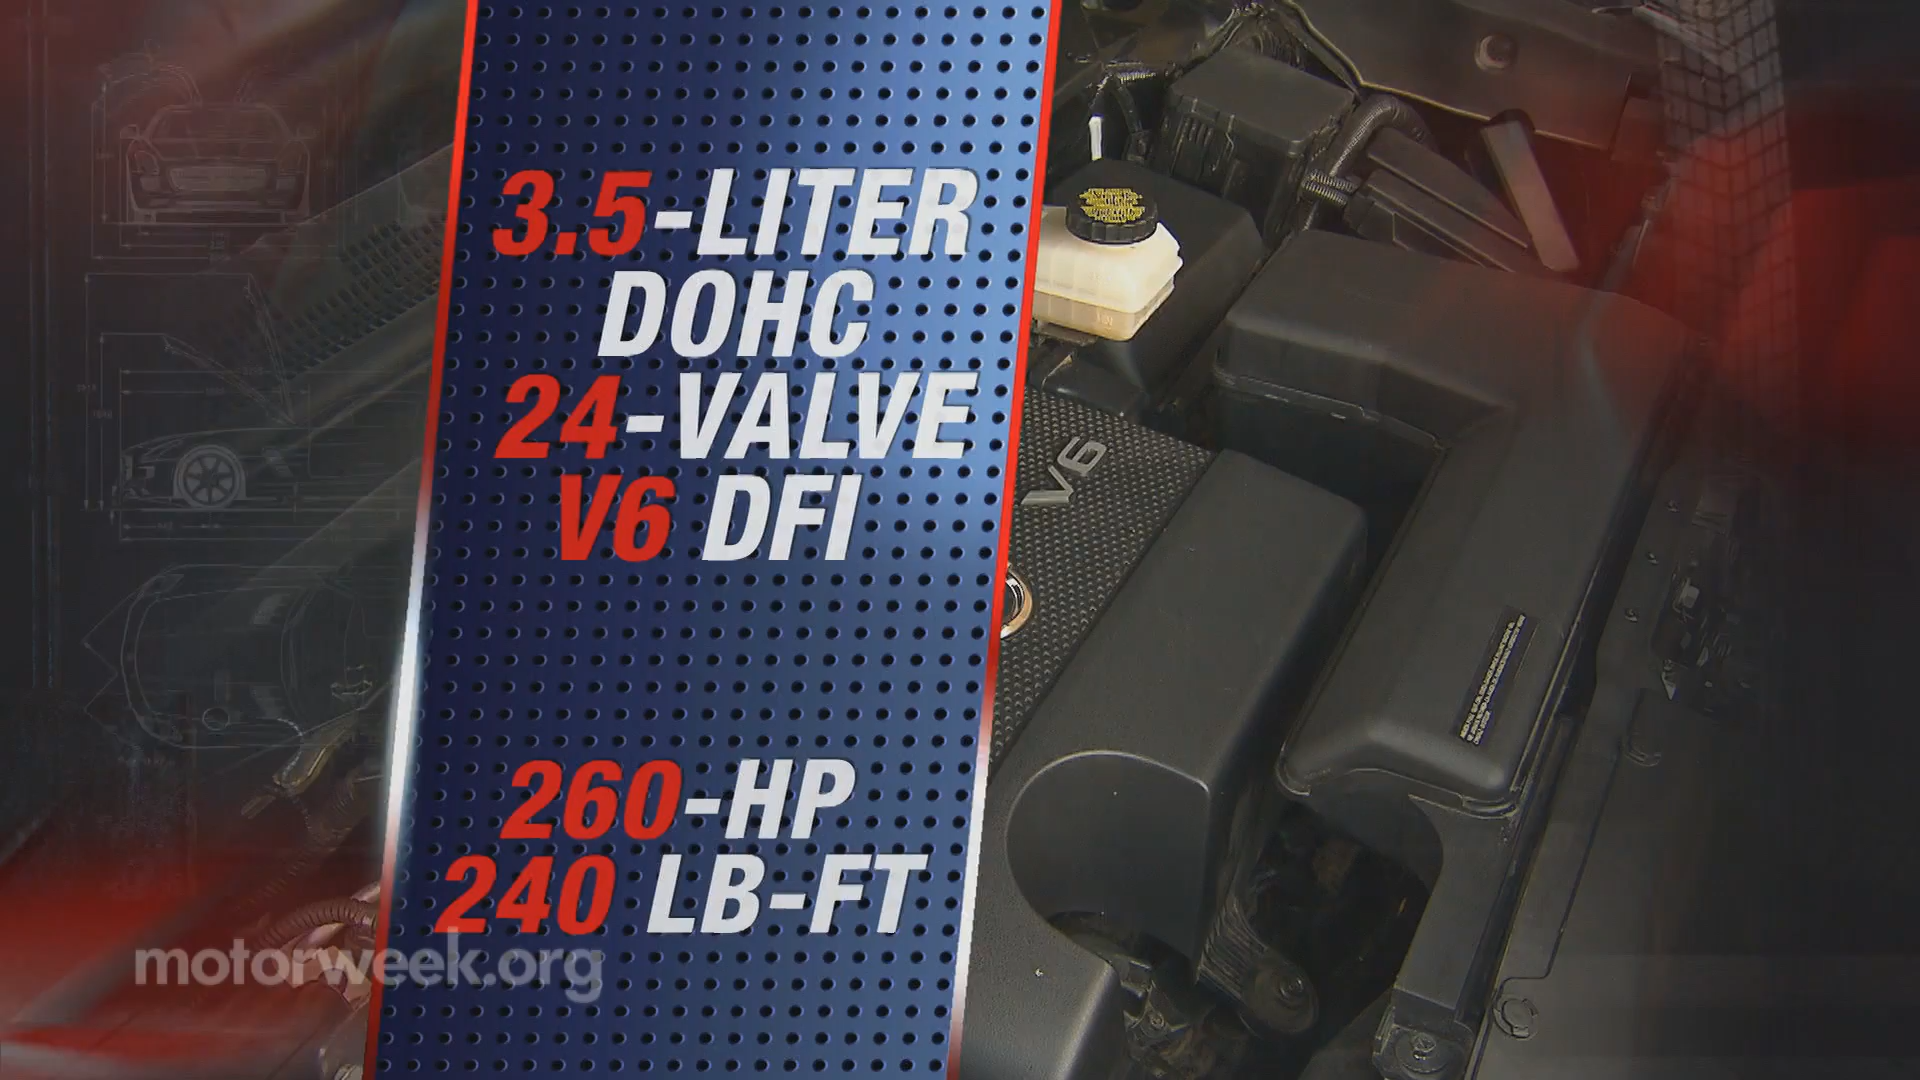 3.5-LITER
DOHC
24-VALVE
V6 DFI
260-HP
240 LB-FT
motorweek.org
V6